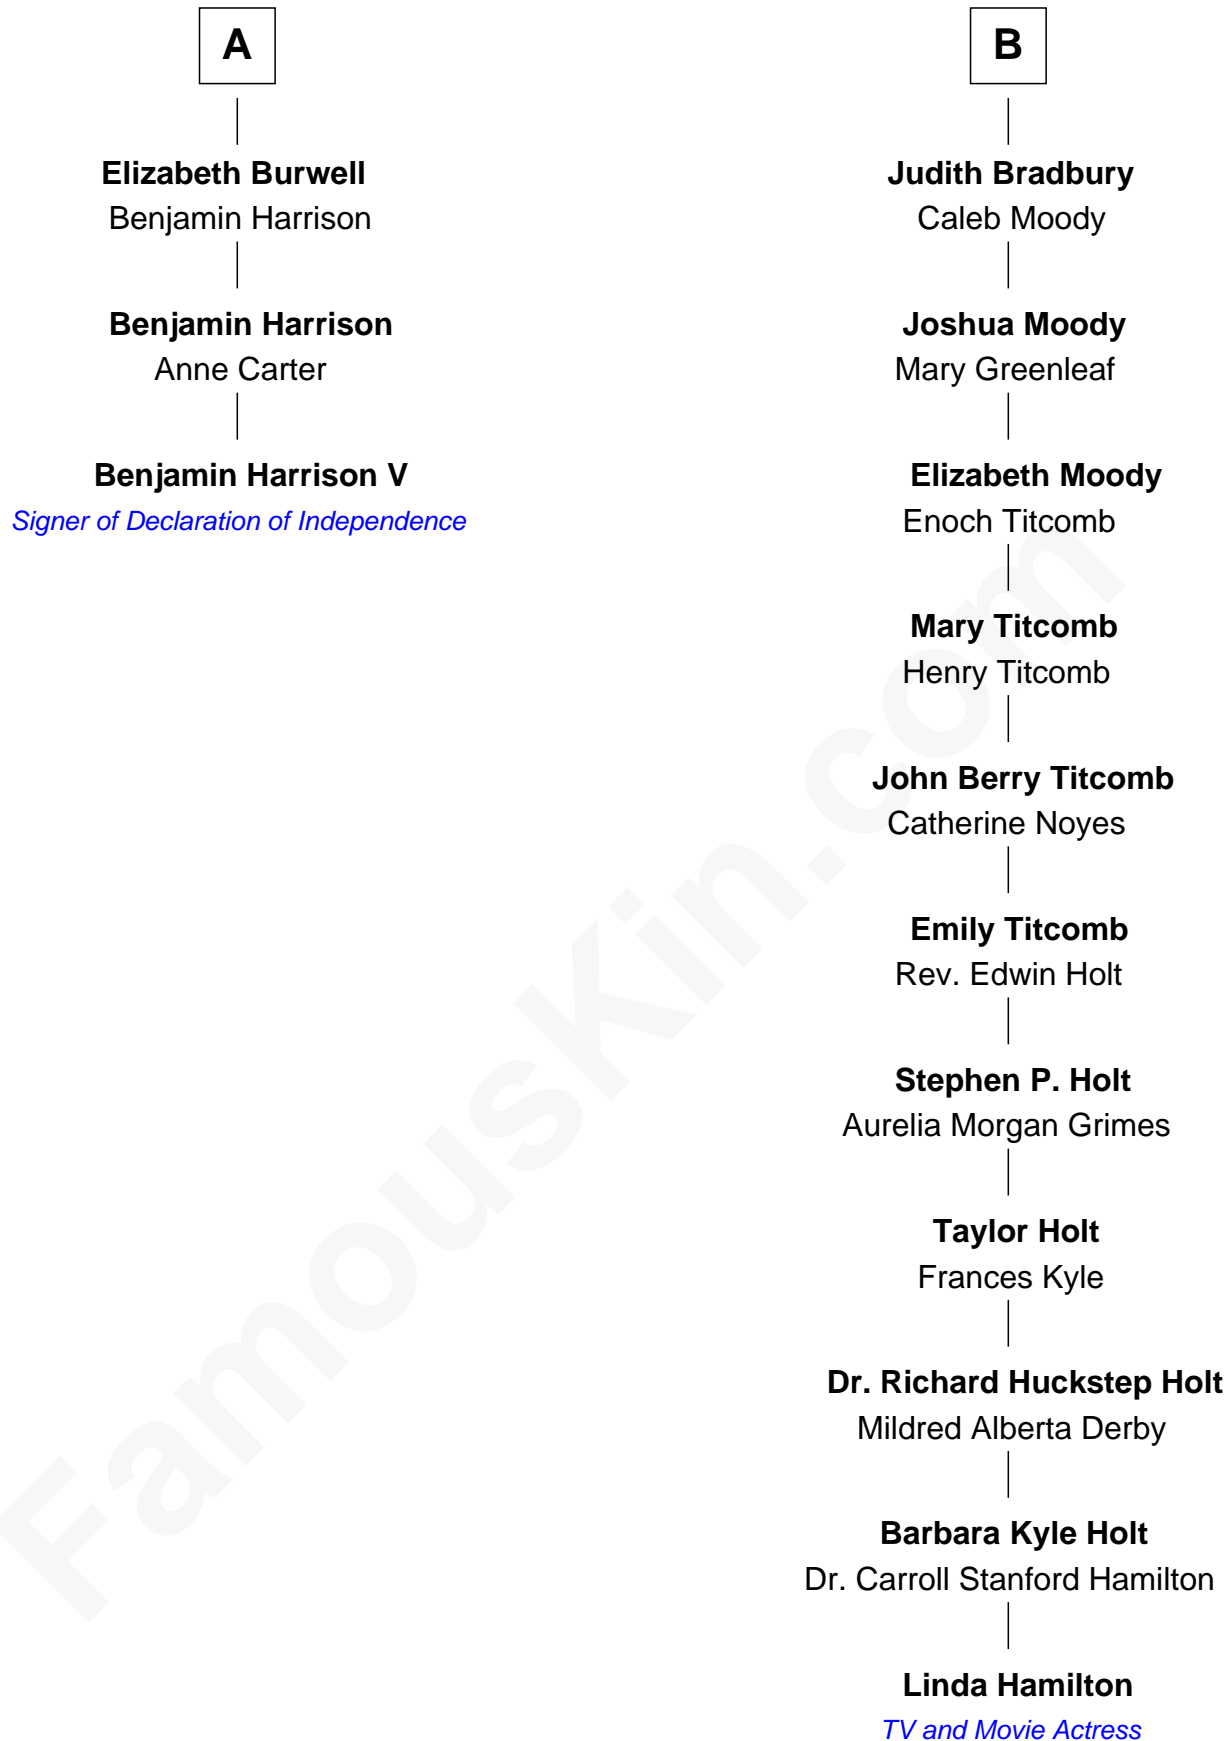 A
Elizabeth Burwell
Benjamin Harrison
Benjamin Harrison
Anne Carter
Benjamin Harrison V
Signer of Declaration of Independence
B
Judith Bradbury
Caleb Moody
Joshua Moody
Mary Greenleaf
Elizabeth Moody
Enoch Titcomb
Mary Titcomb
Henry Titcomb
John Berry Titcomb
Catherine Noyes
Emily Titcomb
Rev. Edwin Holt
Stephen P. Holt
Aurelia Morgan Grimes
Taylor Holt
Frances Kyle
Dr. Richard Huckstep Holt
Mildred Alberta Derby
Barbara Kyle Holt
Dr. Carroll Stanford Hamilton
Linda Hamilton
TV and Movie Actress
FamousKin.com